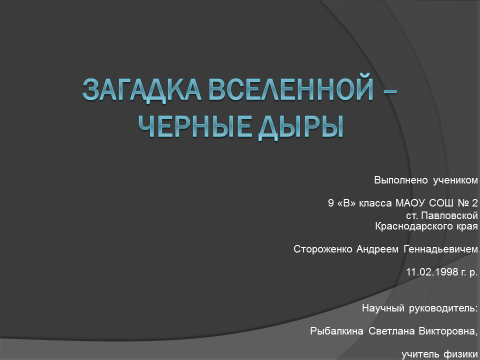 ЗАГАДКА ВСЕЛЕННОЙ –
ЧЕРНЫЕ ДЫРЫ
Выполнено учеником
9 «В» класса МАОУ СОШ № 2
ст. Павловской
Краснодарского края
Стороженко Андреем Геннадьевичем
11.02.1998 г. р.
Научный руководитель:
Рыбалкина Светлана Викторовна,
учитель физики